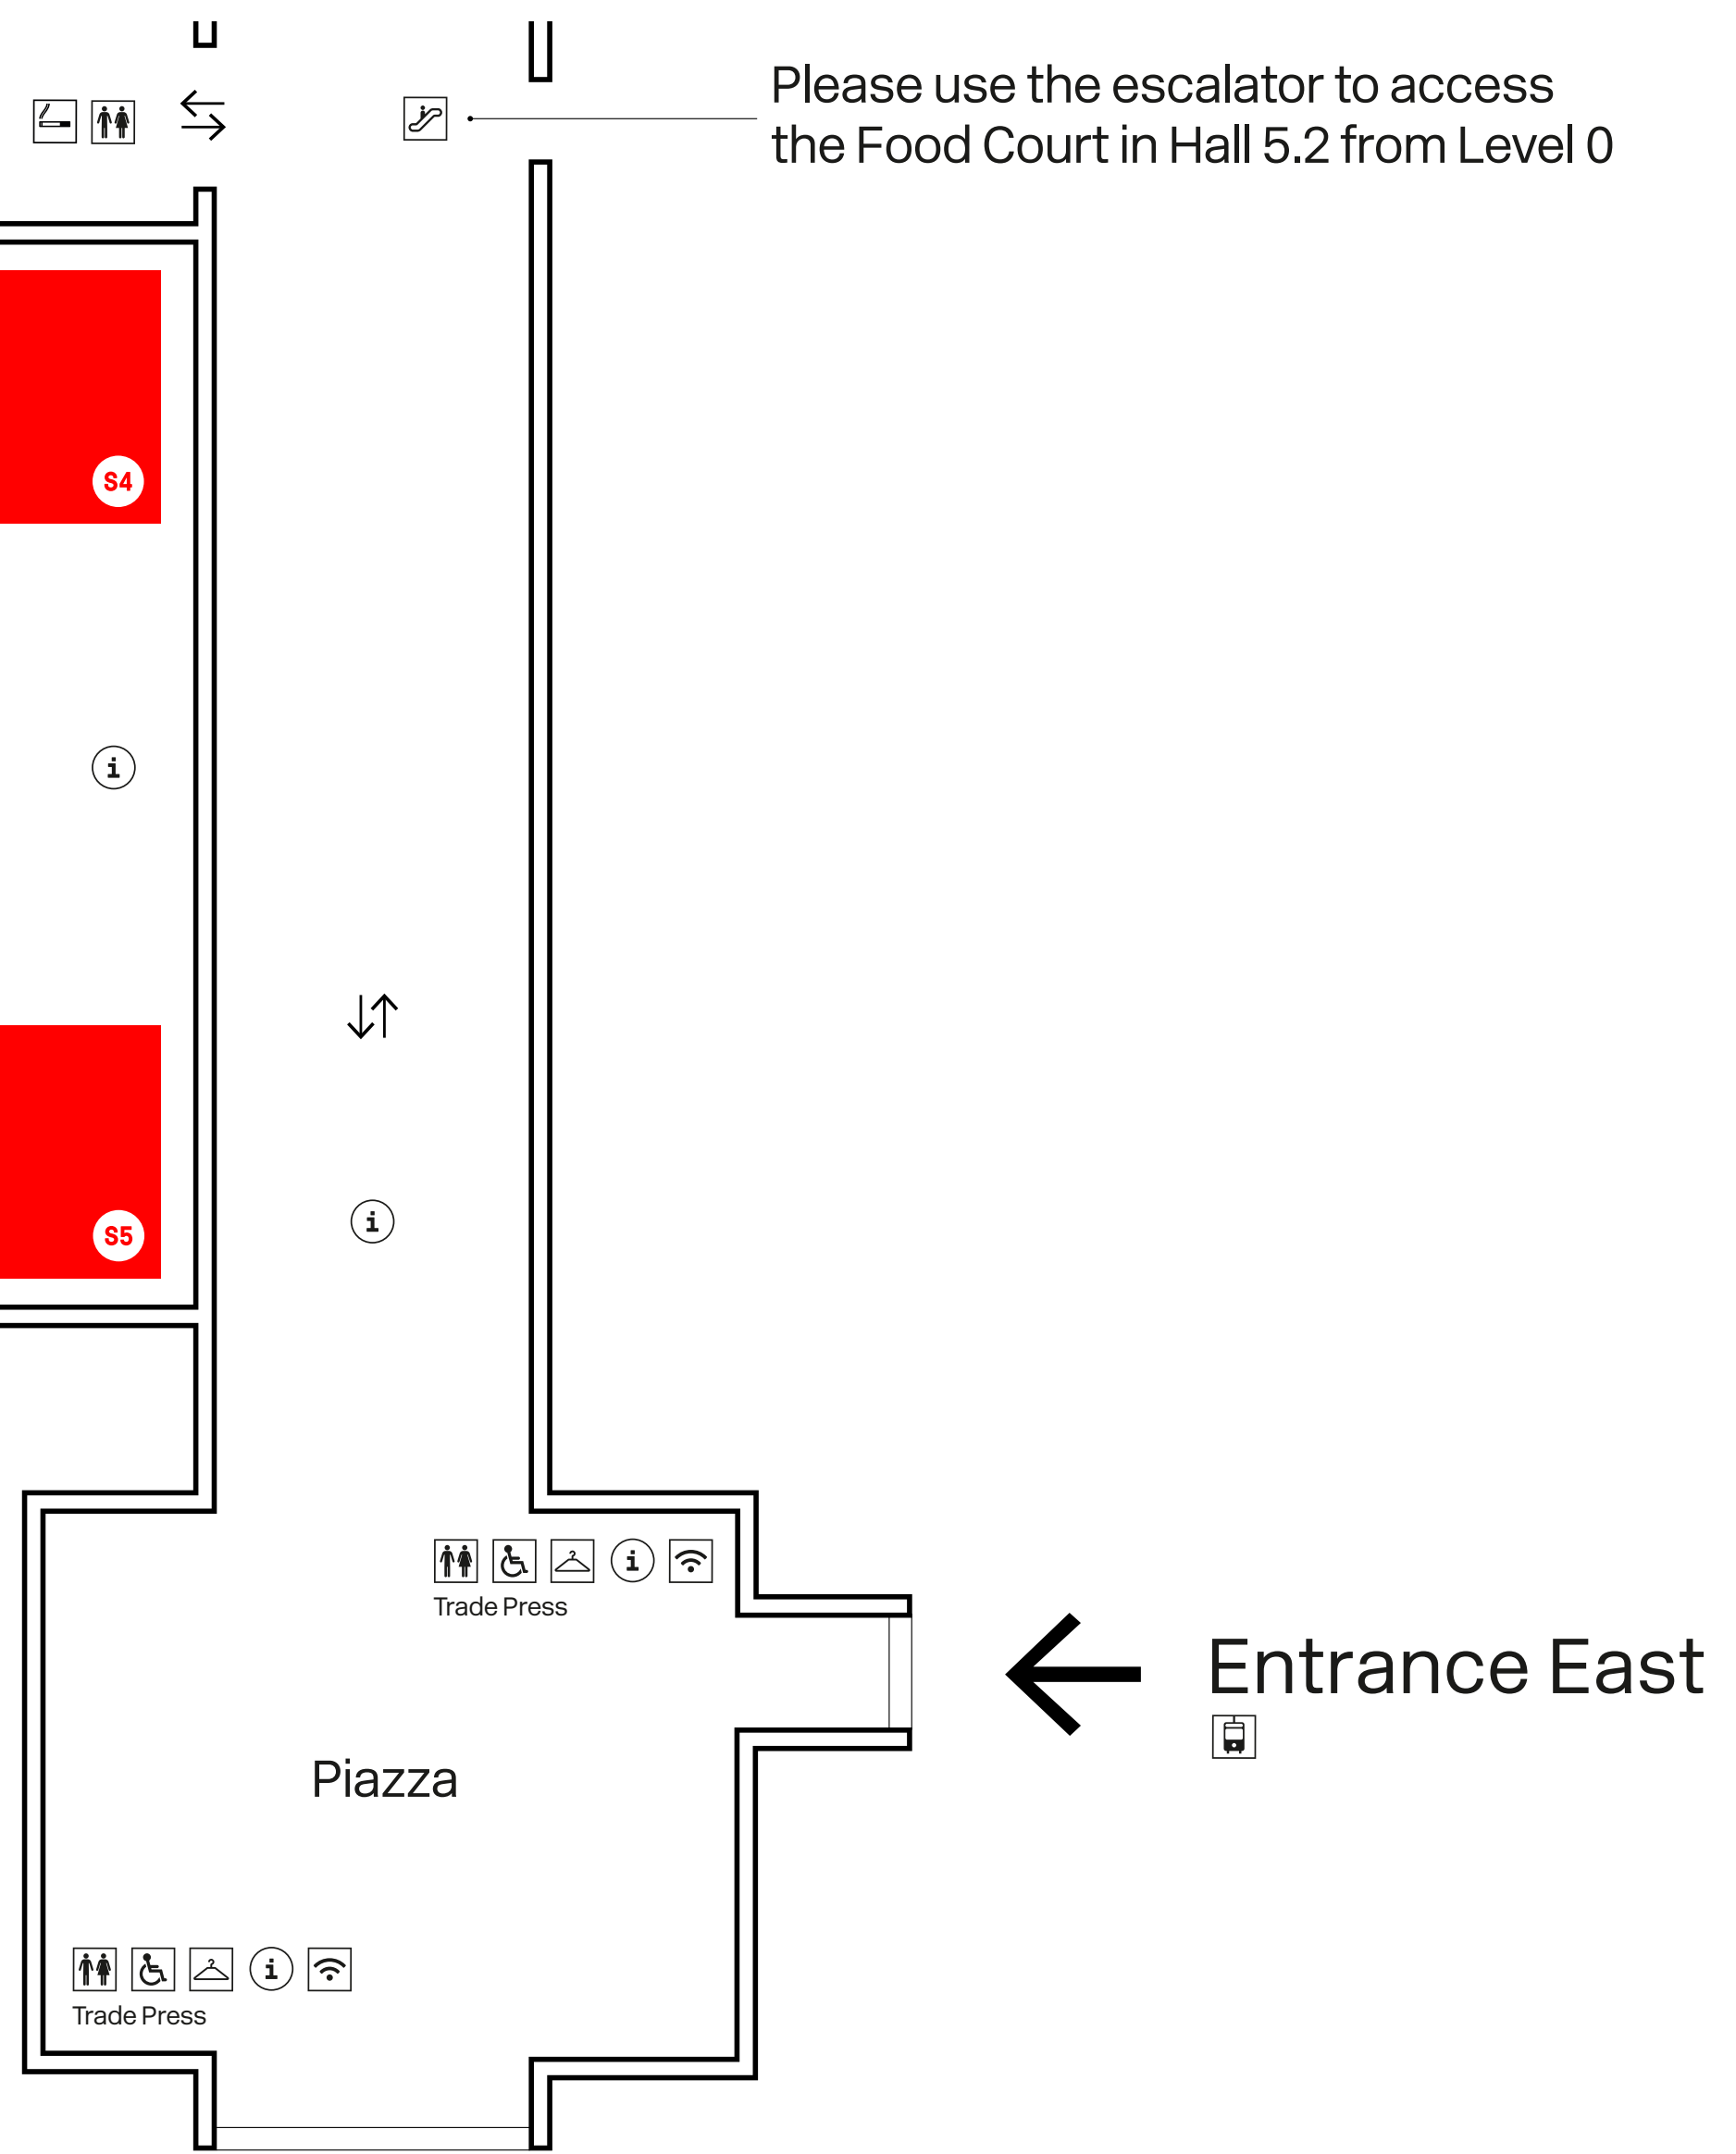 Please use the escalator to access
the Food Court in Hall 5.2 from Level 0
S4
i
S5
i
i
Trade Press
Entrance East
Piazza
i
Trade Press